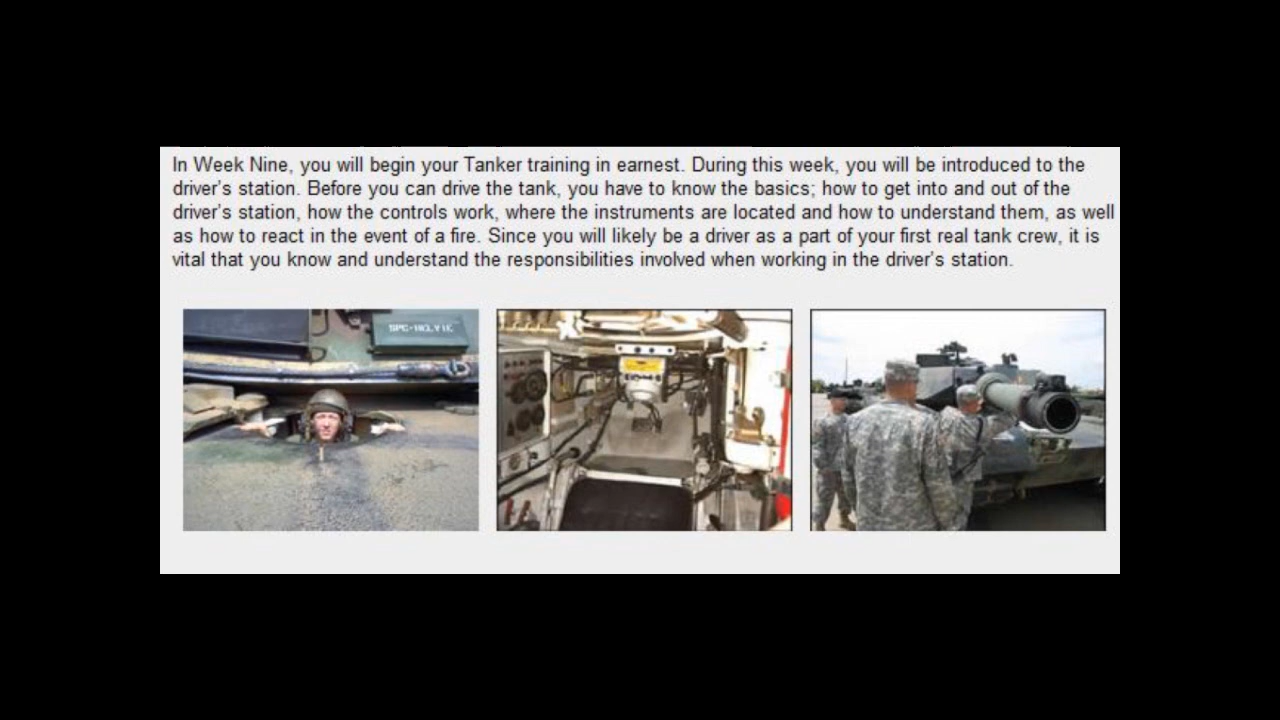 In Week Nine, you will begin your Tanker training in earnest. During this week, you will be introduced to the
driver's station. Before you can drive the tank, you have to know the basics; how to get into and out of the
driver's station, how the controls work, where the instruments are located and how to understand them, as well
as how to react in the event of a fire. Since you will likely be a driver as a part of your first real tank crew, it is
vital that you know and understand the responsibilities involved when working in the driver's station.